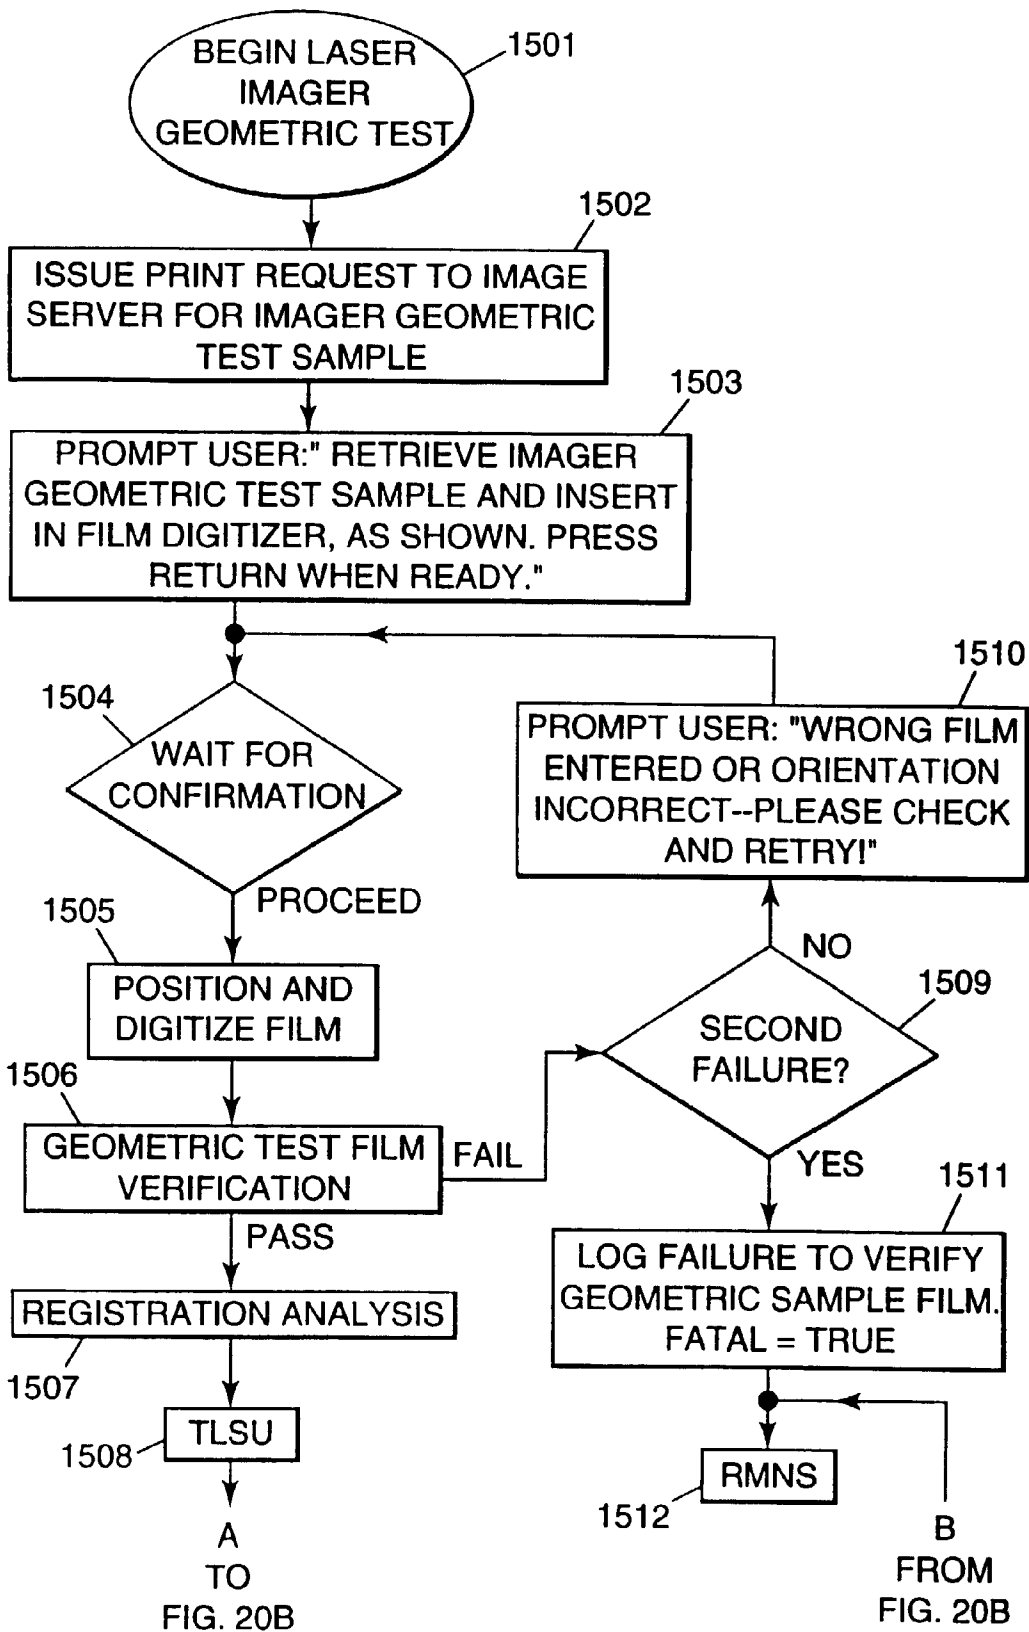 1501
BEGIN LASER
IMAGER
GEOMETRIC TEST
1502
ISSUE PRINT REQUEST TO IMAGE
SERVER FOR IMAGER GEOMETRIC
TEST SAMPLE
1503
PROMPT USER:" RETRIEVE IMAGER
GEOMETRIC TEST SAMPLE AND INSERT
IN FILM DIGITIZER, AS SHOWN. PRESS
RETURN WHEN READY."
1504
WAIT FOR
CONFIRMATION
PROCEED
1505
POSITION AND
DIGITIZE FILM
1506
GEOMETRIC TEST FILM
VERIFICATION
FAIL
PASS
REGISTRATION ANALYSIS
1507
TLSU
1508
A
TO
FIG. 20B
1510
PROMPT USER: "WRONG FILM
ENTERED OR ORIENTATION
INCORRECT--PLEASE CHECK
AND RETRY!"
NO
1509
SECOND
FAILURE?
YES
1511
LOG FAILURE TO VERIFY
GEOMETRIC SAMPLE FILM.
FATAL = TRUE
RMNS
1512
B
FROM
FIG. 20B